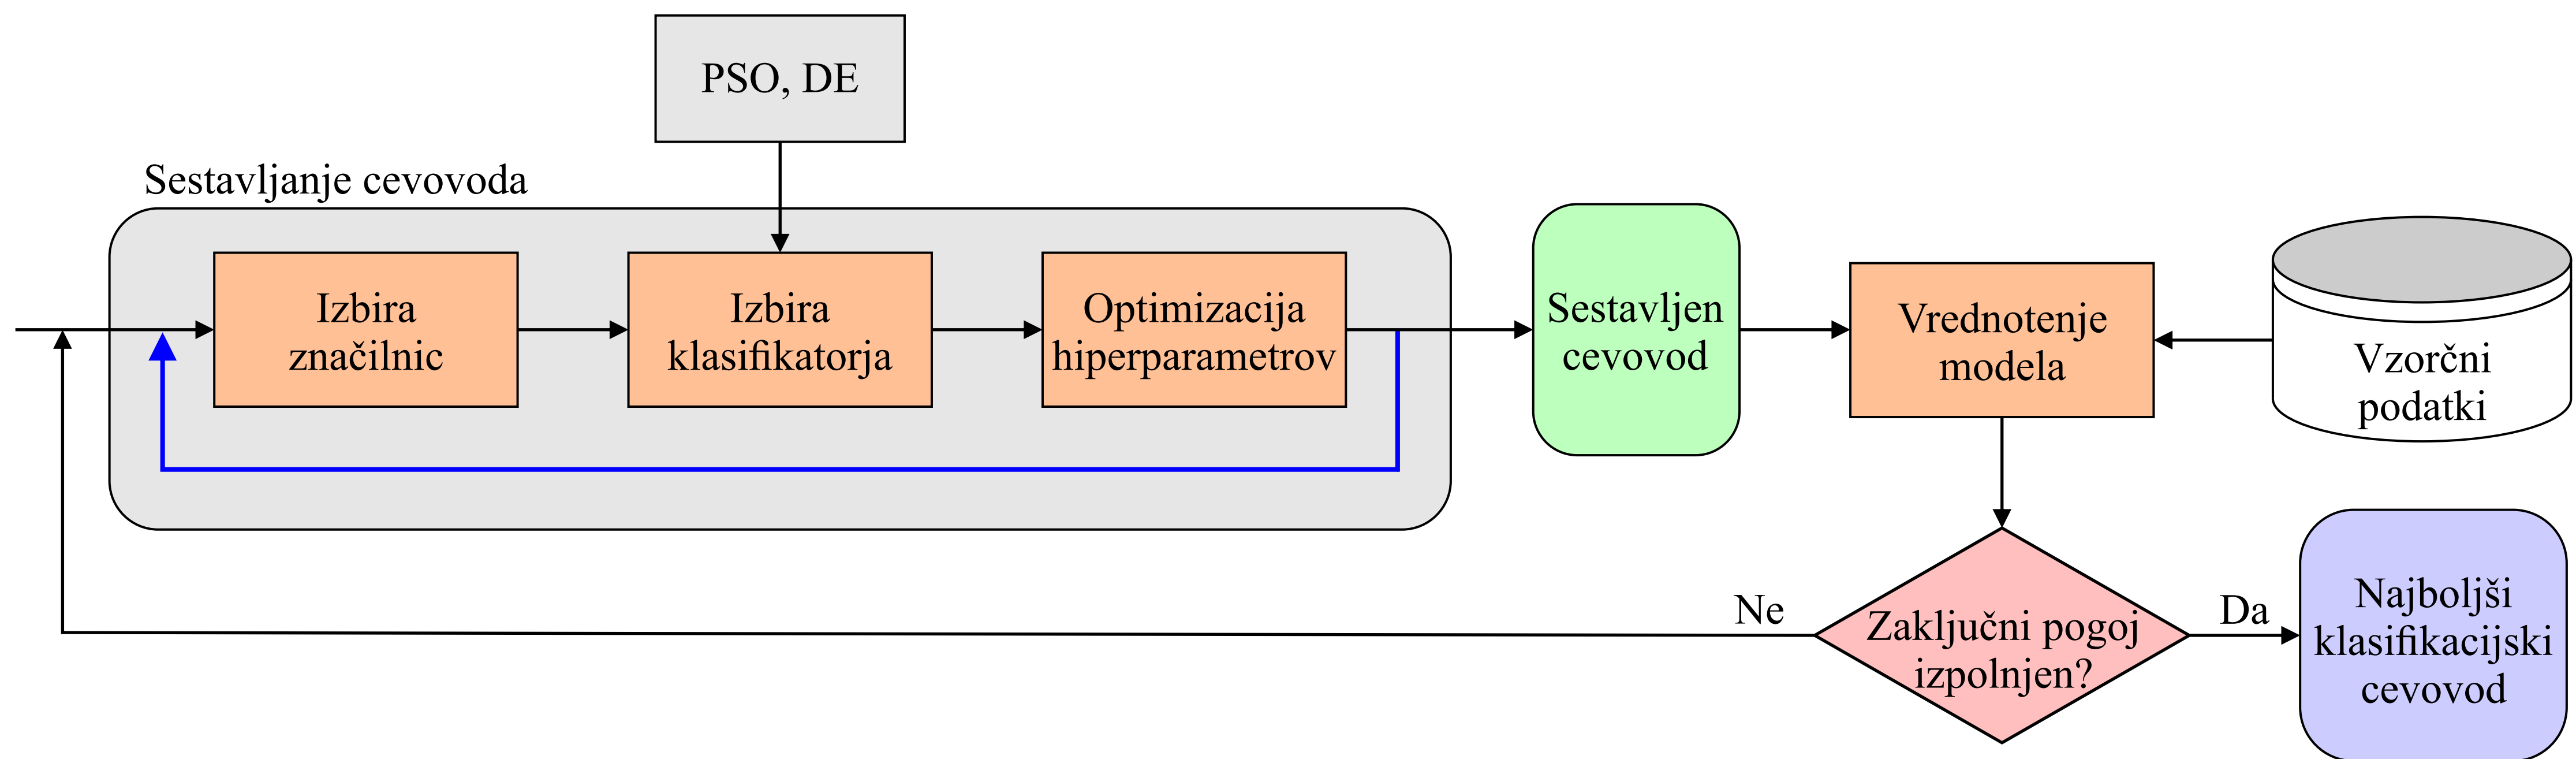 PSO, DE
Sestavljanje cevovoda
Izbira
značilnic
Izbira
klasifikatorja
Optimizacija
hiperparametrov
Sestavljen
cevovod
Vrednotenje
modela
Vzorčni
podatki
Ne
Zaključni pogoj
izpolnjen?
Da
Najboljši
klasifikacijski
cevovod